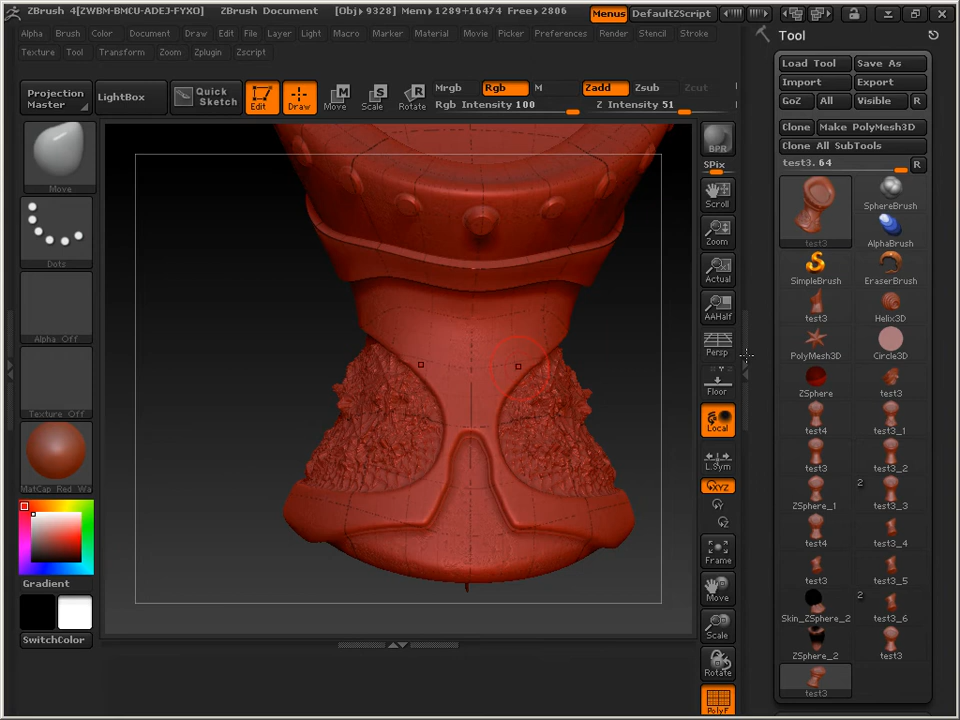 ZBrush 4[ZWBM-BMCU-ADEJ-FYXO] ZBrush Document [Obj▸ 9328] Mem▸1289+16474 Free▸2806 Menus DefaultZScript
Alpha Brush Color Document Draw Edit File Layer Light Macro Marker Material Movie Picker Preferences Render Stencil Stroke
Texture Tool Transform Zoom Zplugin Zscript
Projection Master
LightBox
Quick Sketch
Edit Draw Move Scale Rotate
Mrgb Rgb M Zadd Zsub Zcut
Rgb Intensity 100 Z Intensity 51
Move
Dots
Alpha Off
Texture Off
MatCap Red Wa
Gradient
SwitchColor
BPR
SPix
Scroll
Zoom
Actual
AAHalf
Persp
Floor
Local
L.Sym
XYZ
Y
Z
Frame
Move
Scale
Rotate
PolyF
Tool
Load Tool Save As
Import Export
GoZ All Visible R
Clone Make PolyMesh3D
Clone All SubTools
test3. 64 R
test3 SphereBrush
AlphaBrush
SimpleBrush EraserBrush
test3 Helix3D
PolyMesh3D Circle3D
ZSphere test3
test4 test3_1
test3 test3_2
2
ZSphere_1 test3_3
test4 test3_4
test3 test3_5
2
Skin_ZSphere_2 test3_6
ZSphere_2 test3
test3